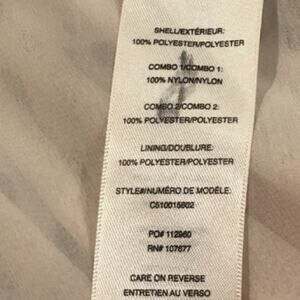 SHELL/EXTÉRIEUR:
100% POLYESTER/POLYESTER
COMBO 1/COMBO 1:
100% NYLON/NYLON
COMBO 2/COMBO 2:
100% POLYESTER/POLYESTER
LINING/DOUBLURE:
100% POLYESTER/POLYESTER
STYLE#/NUMÉRO DE MODÈLE:
C510015602
PO# 112960
RN# 107677
CARE ON REVERSE
ENTRETIEN AU VERSO